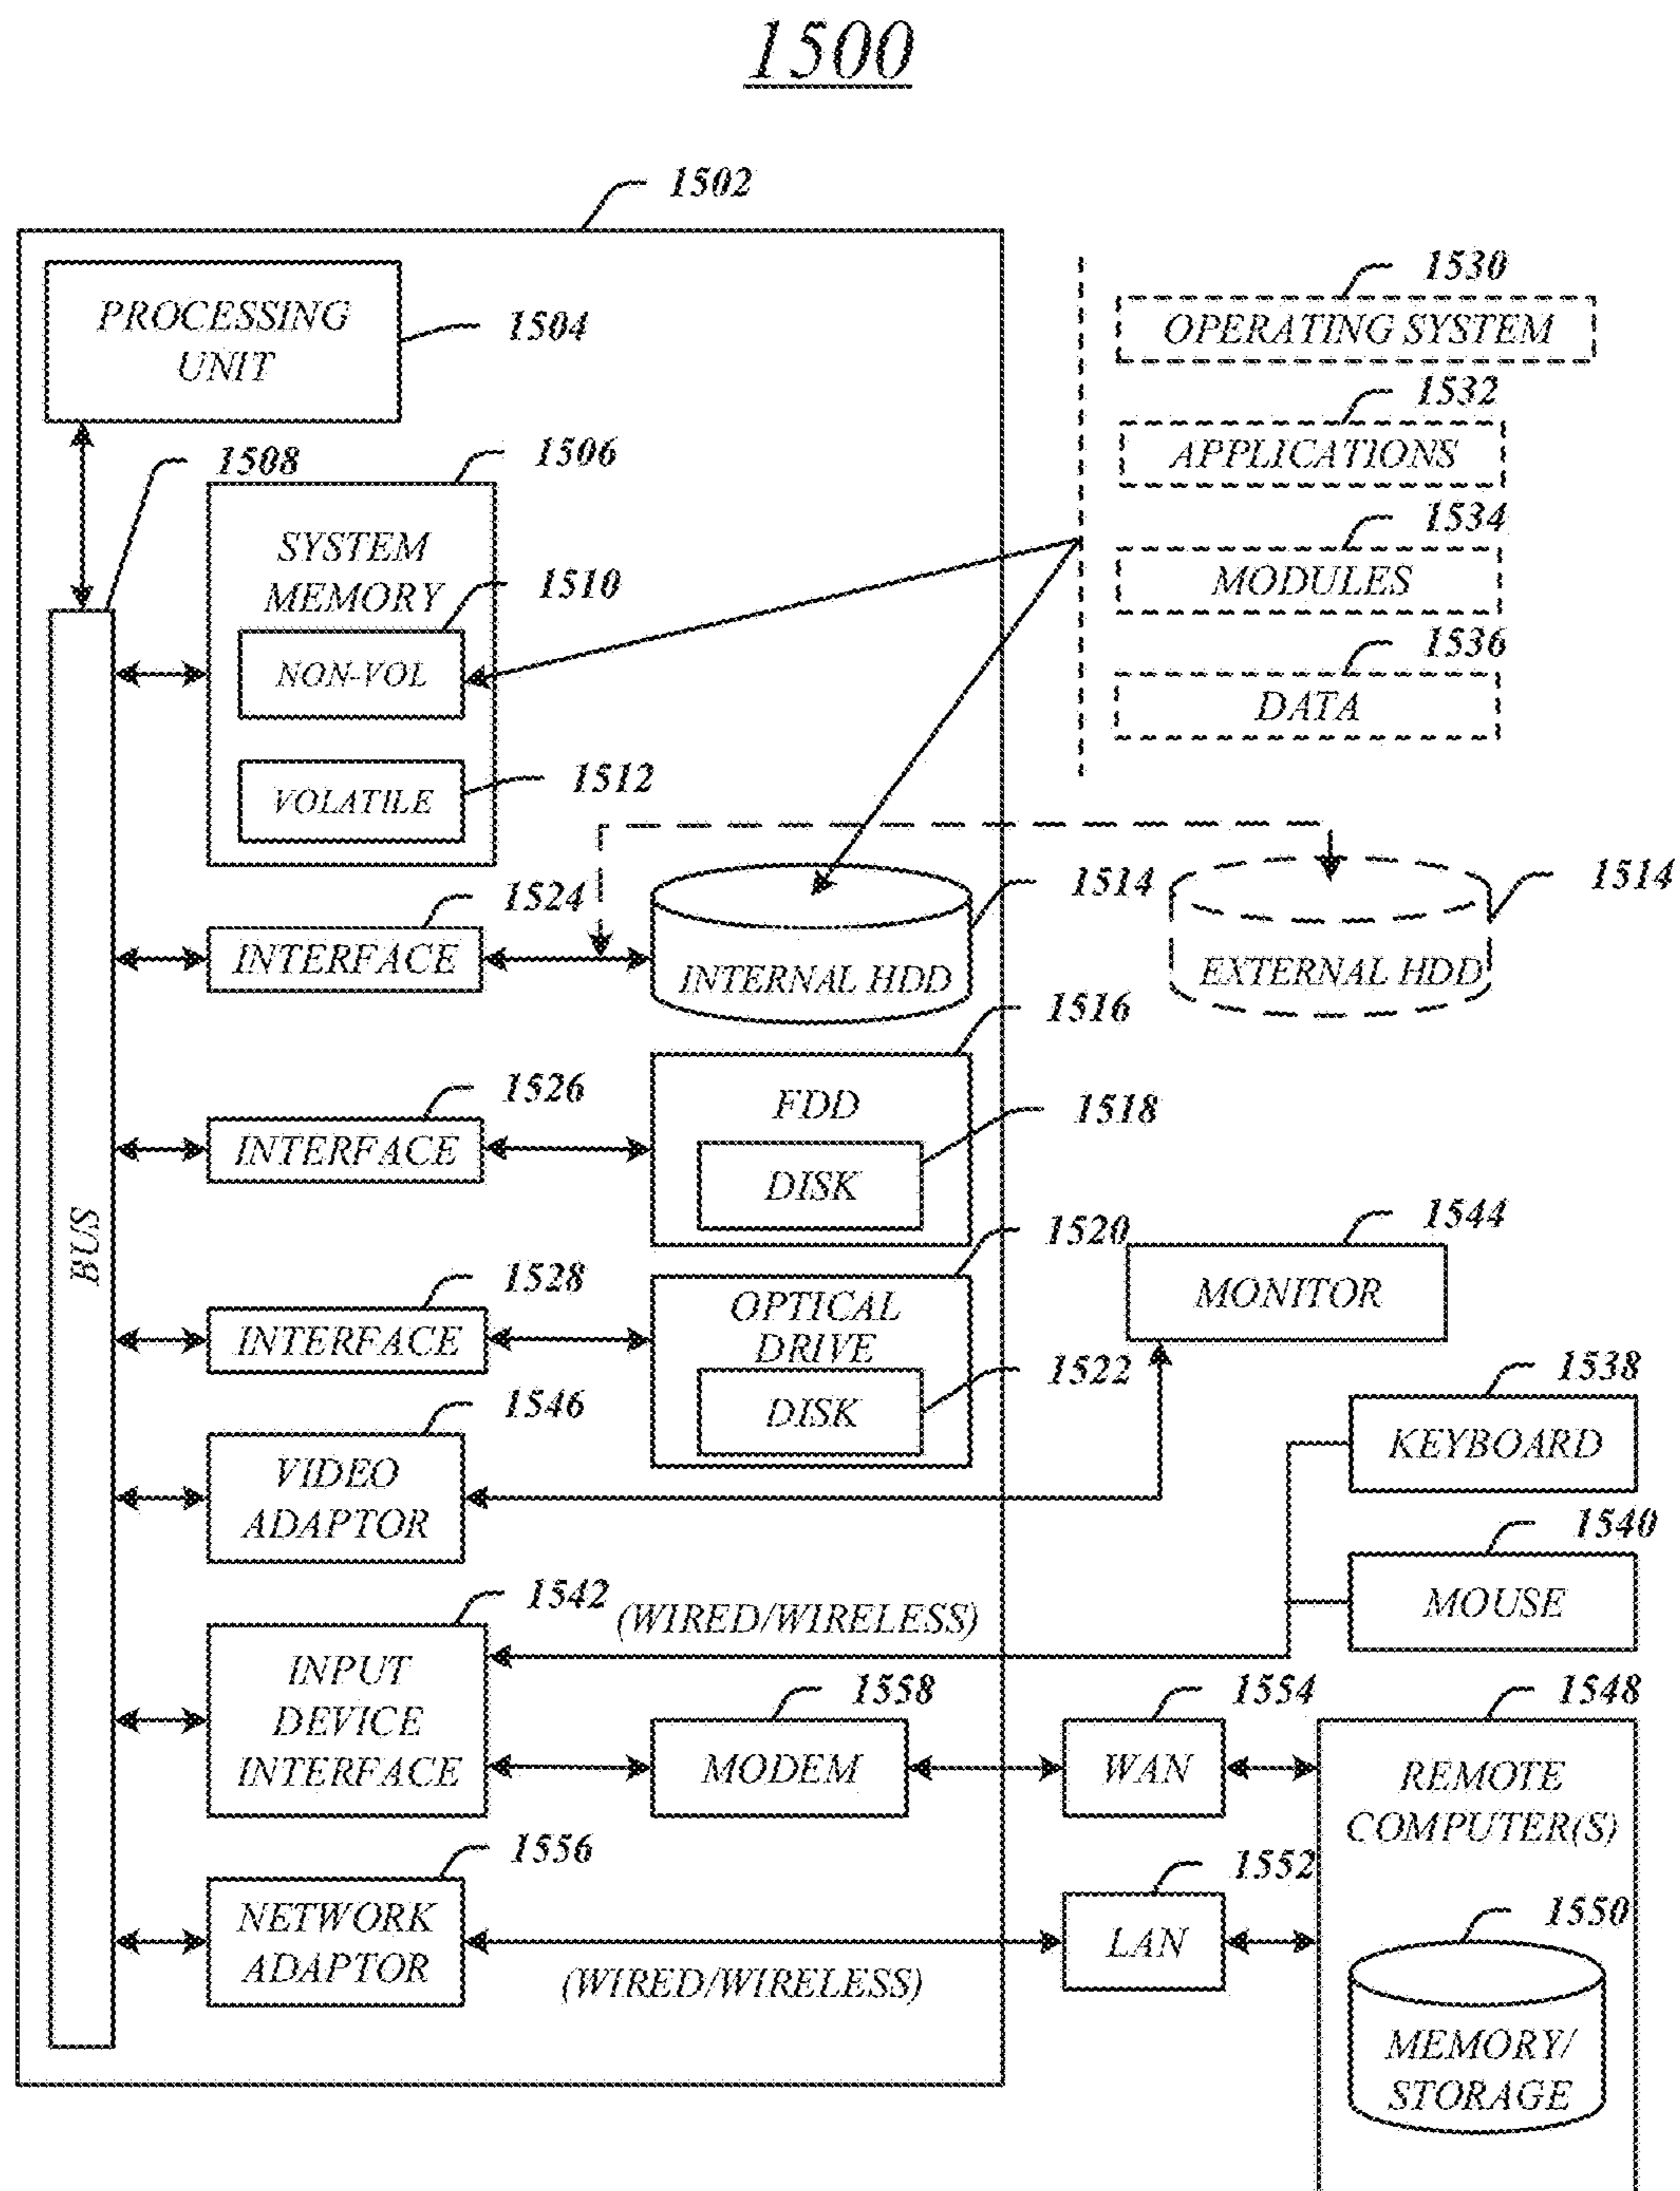 1500
1502
PROCESSING
UNIT
1504
1530
OPERATING SYSTEM
1532
APPLICATIONS
1534
MODULES
1536
DATA
1508
1506
SYSTEM
MEMORY
1510
NON-VOL
1512
VOLATILE
BUS
1524
INTERFACE
1514
INTERNAL HDD
1514
EXTERNAL HDD
1526
INTERFACE
1516
FDD
1518
DISK
1528
INTERFACE
1520
OPTICAL
DRIVE
1522
DISK
1544
MONITOR
1546
VIDEO
ADAPTOR
1538
KEYBOARD
1540
MOUSE
1542
(WIRED/WIRELESS)
INPUT
DEVICE
INTERFACE
1558
MODEM
1554
WAN
1548
REMOTE
COMPUTER(S)
1556
NETWORK
ADAPTOR
(WIRED/WIRELESS)
1552
LAN
1550
MEMORY/
STORAGE